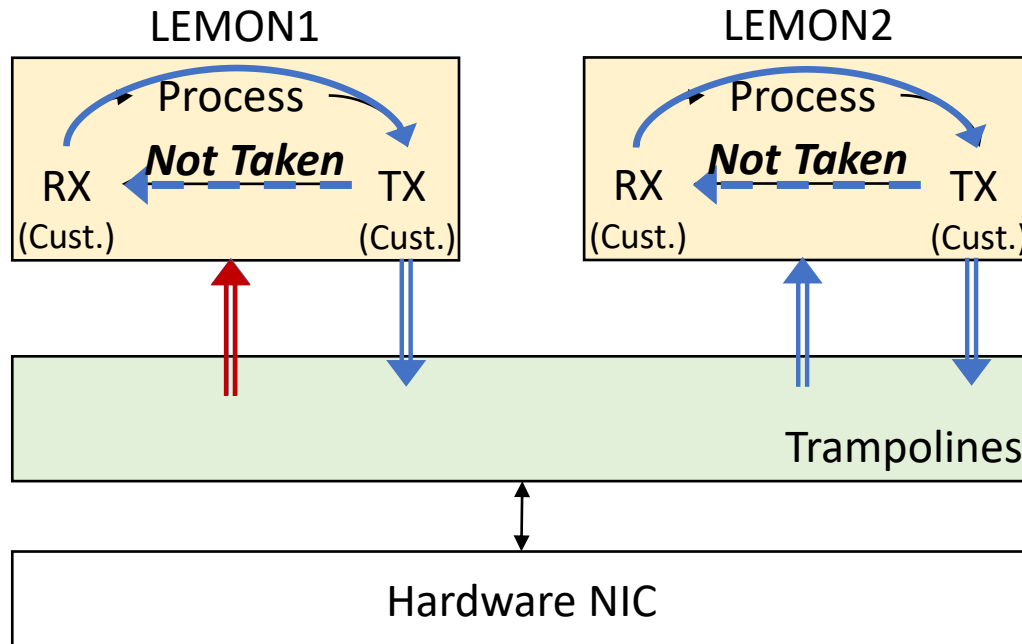 LEMON1
LEMON2
Process
Process
Not Taken
Not Taken
RX
TX
RX
TX
(Cust.)
(Cust.)
(Cust.)
(Cust.)
Trampolines
Hardware NIC